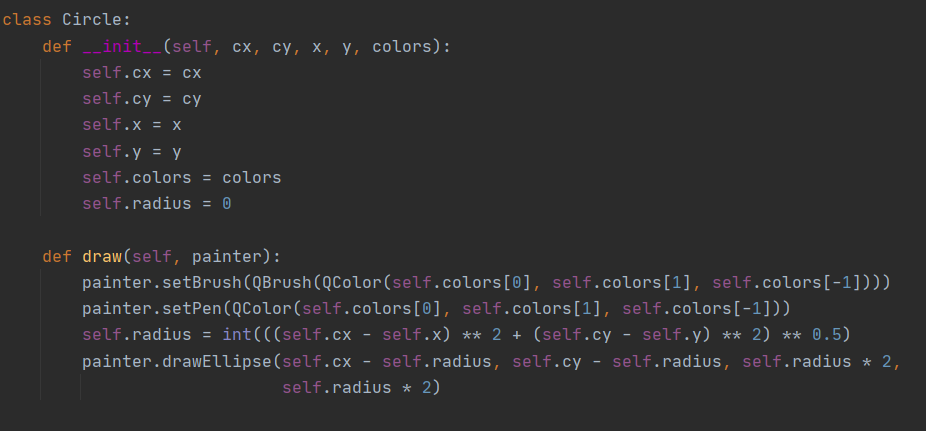 class Circle:
    def __init__(self, cx, cy, x, y, colors):
        self.cx = cx
        self.cy = cy
        self.x = x
        self.y = y
        self.colors = colors
        self.radius = 0

    def draw(self, painter):
        painter.setBrush(QBrush(QColor(self.colors[0], self.colors[1], self.colors[-1])))
        painter.setPen(QColor(self.colors[0], self.colors[1], self.colors[-1]))
        self.radius = int(((self.cx - self.x) ** 2 + (self.cy - self.y) ** 2) ** 0.5)
        painter.drawEllipse(self.cx - self.radius, self.cy - self.radius, self.radius * 2,
                            self.radius * 2)